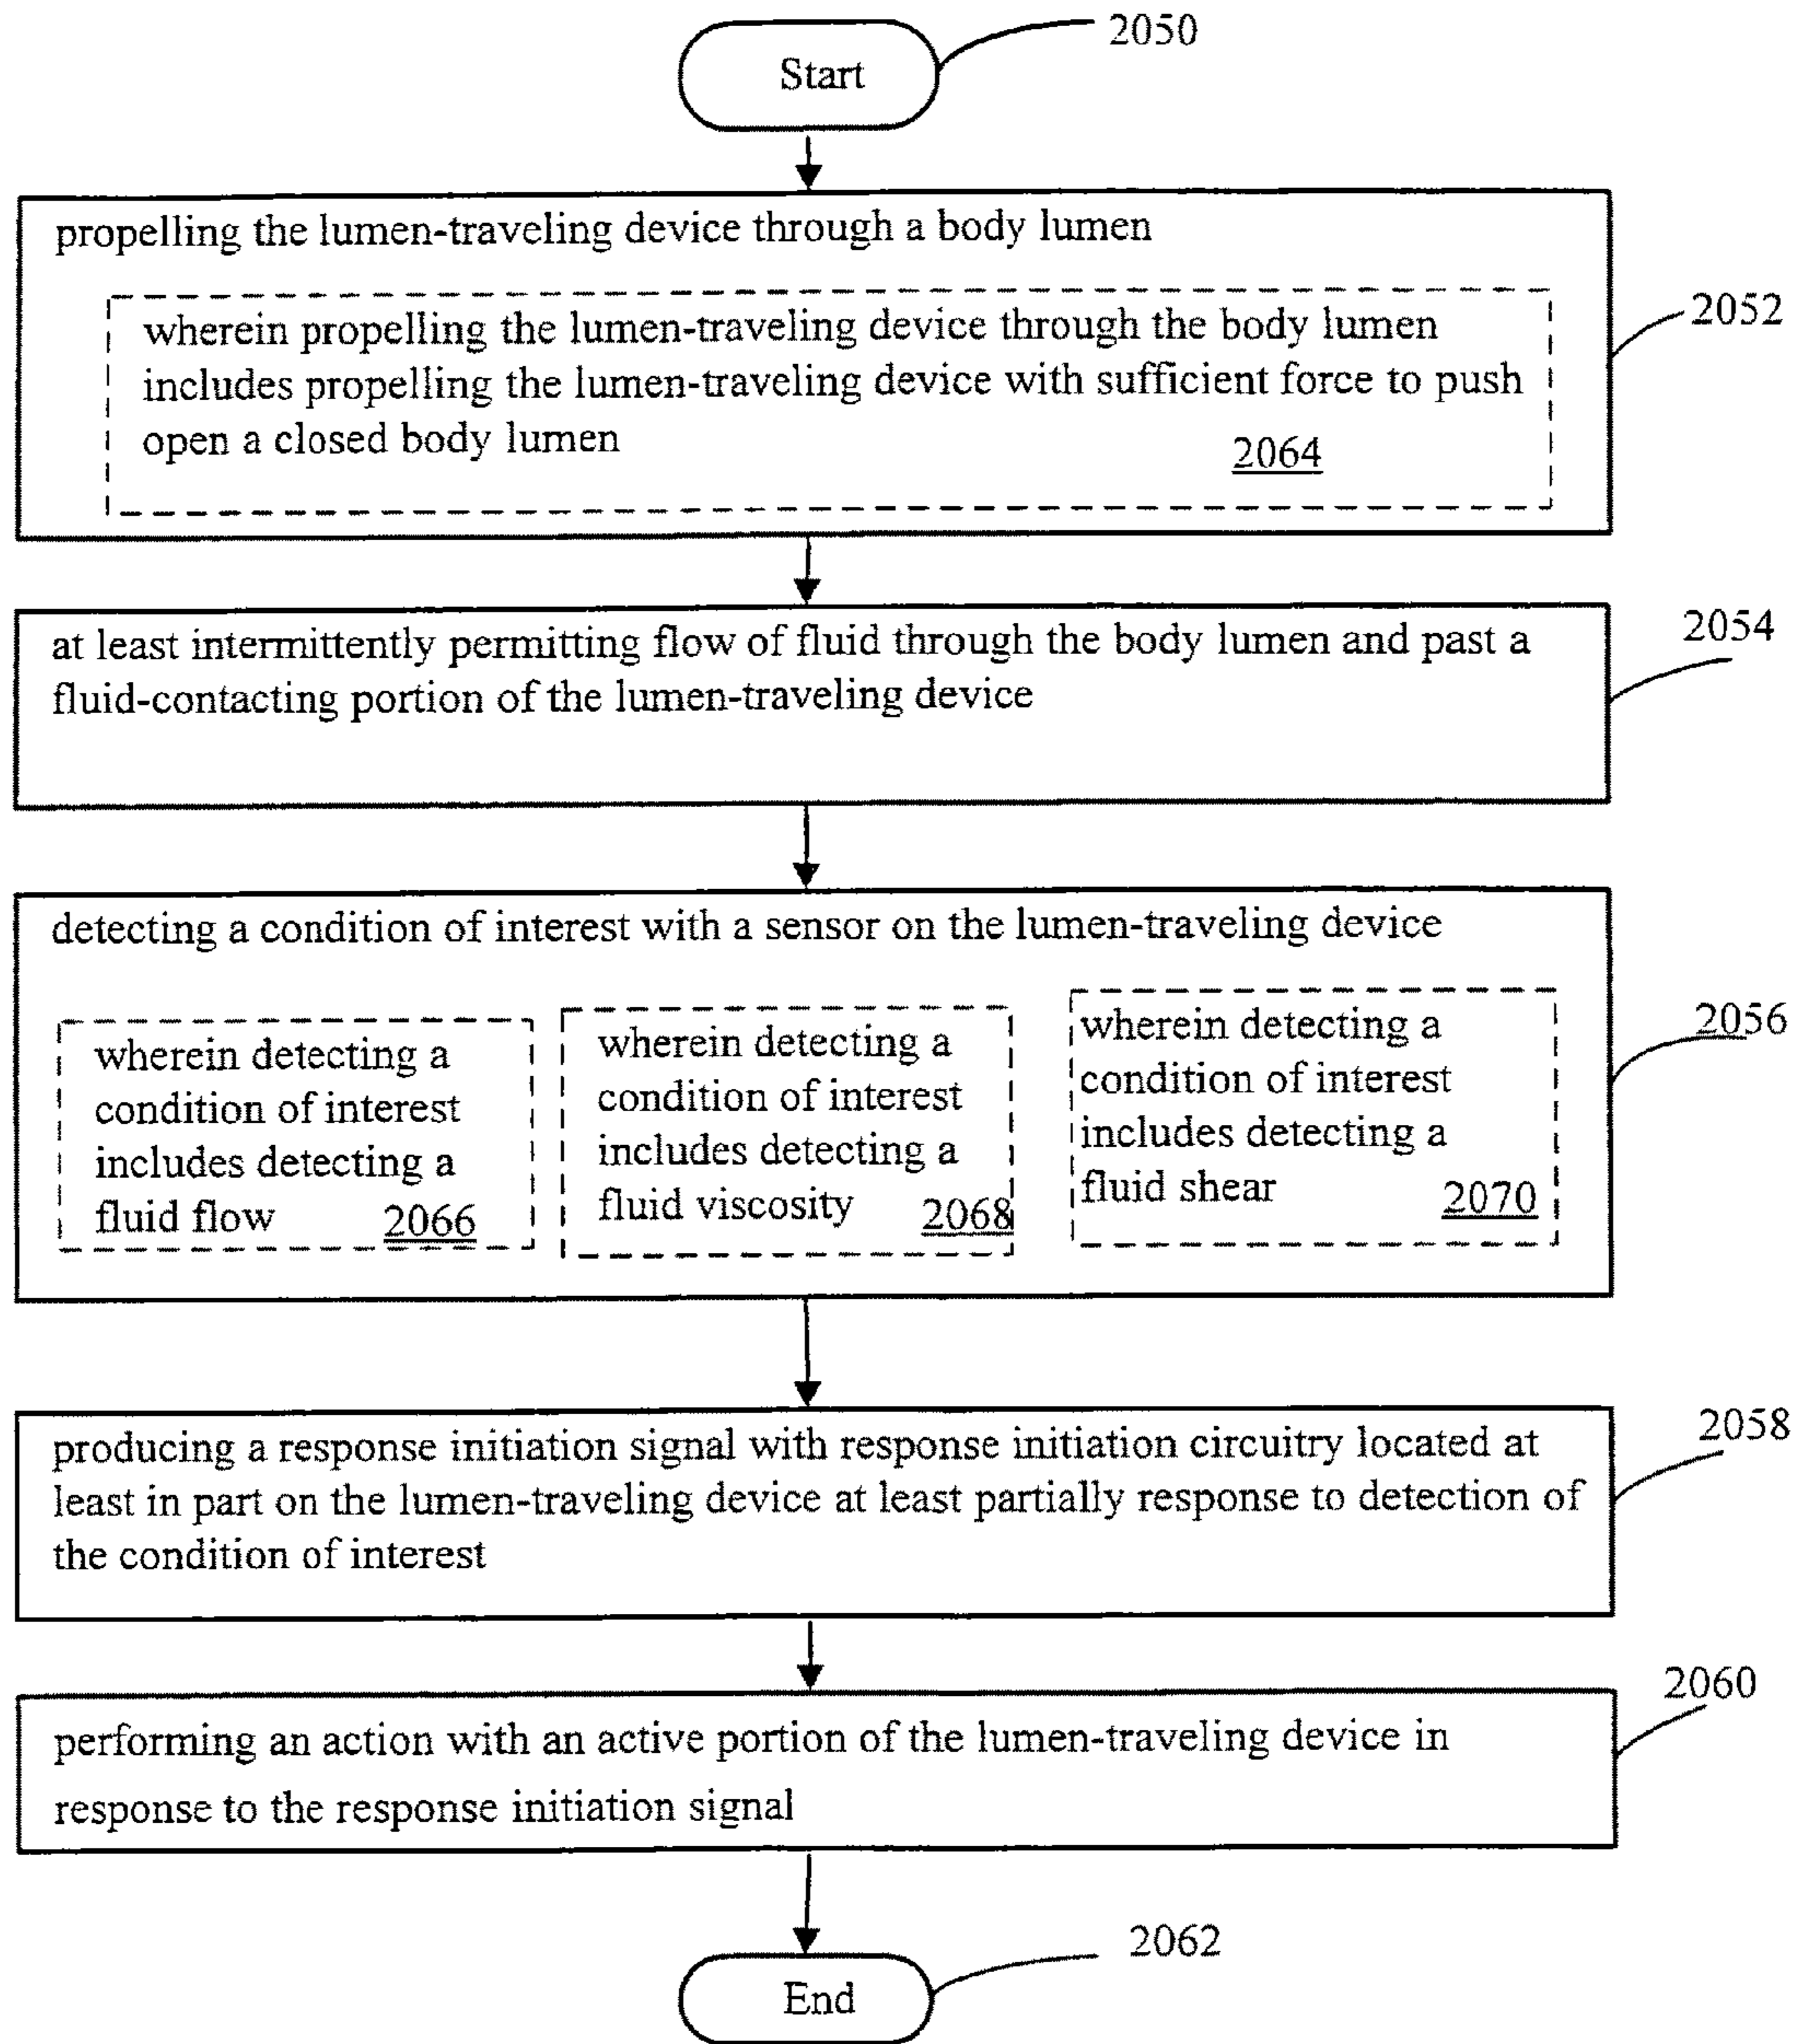 2050
Start
propelling the lumen-traveling device through a body lumen
wherein propelling the lumen-traveling device through the body lumen
includes propelling the lumen-traveling device with sufficient force to push
open a closed body lumen
2064
2052
at least intermittently permitting flow of fluid through the body lumen and past a
fluid-contacting portion of the lumen-traveling device
2054
detecting a condition of interest with a sensor on the lumen-traveling device
2056
wherein detecting a
condition of interest
includes detecting a
fluid flow 2066
wherein detecting a
condition of interest
includes detecting a
fluid viscosity 2068
wherein detecting a
condition of interest
includes detecting a
fluid shear 2070
producing a response initiation signal with response initiation circuitry located at
least in part on the lumen-traveling device at least partially response to detection of
the condition of interest
2058
performing an action with an active portion of the lumen-traveling device in
response to the response initiation signal
2060
End
2062